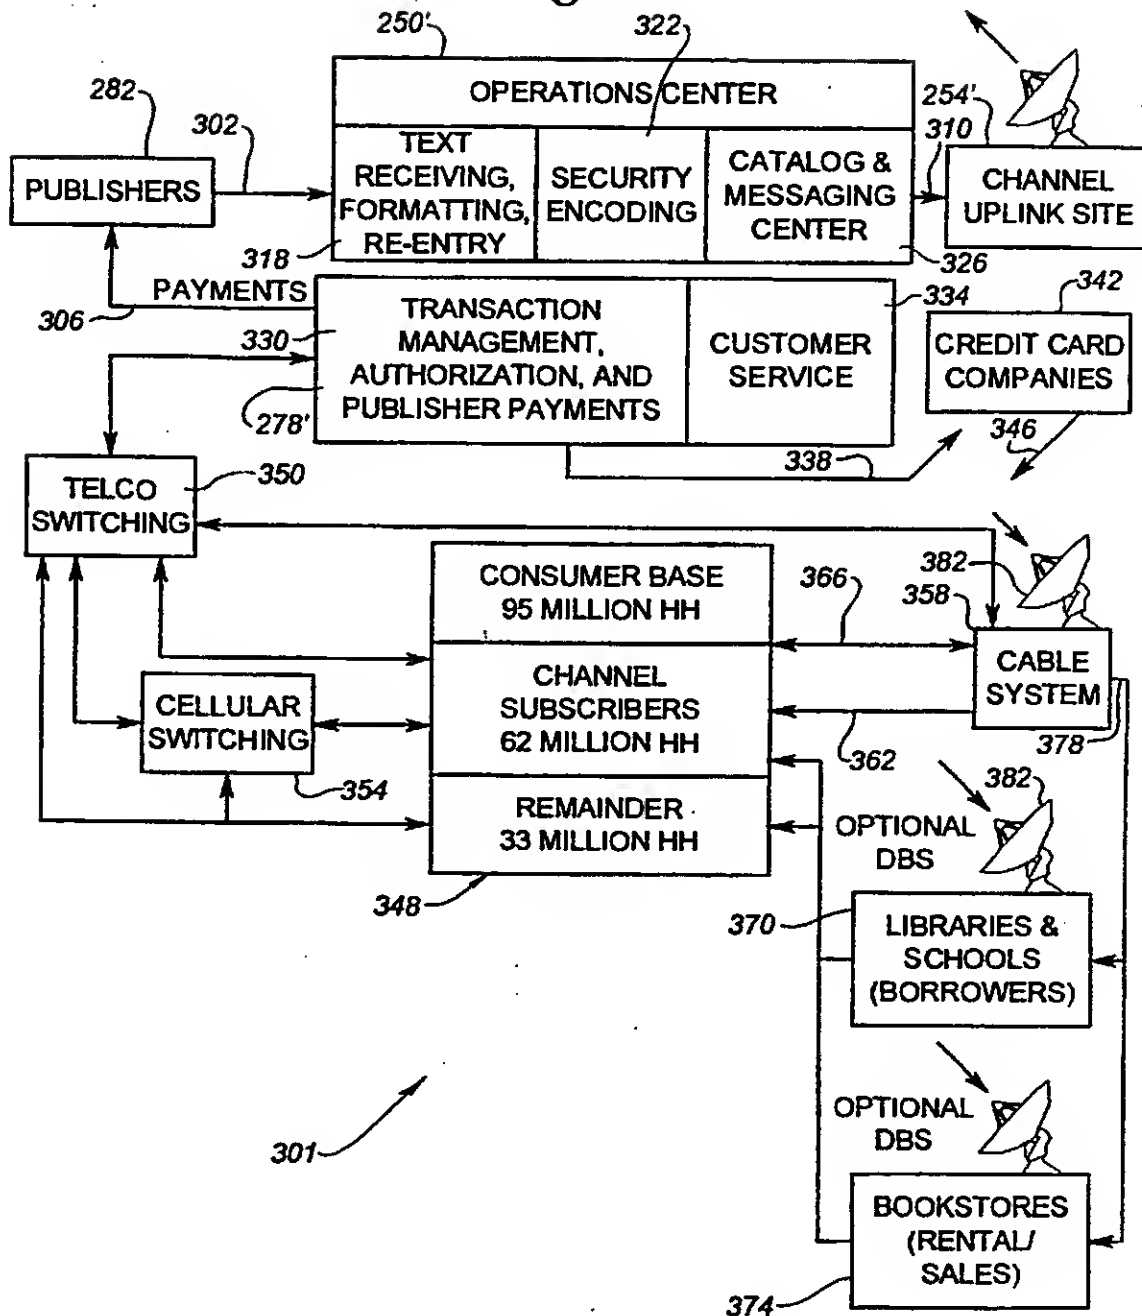 250'
322
282
302
OPERATIONS CENTER
254'
310
PUBLISHERS
TEXT
RECEIVING,
FORMATTING,
RE-ENTRY
318
SECURITY
ENCODING
CATALOG &
MESSAGING
CENTER
326
CHANNEL
UPLINK SITE
PAYMENTS
306
330
TRANSACTION
MANAGEMENT,
AUTHORIZATION, AND
PUBLISHER PAYMENTS
278'
334
CUSTOMER
SERVICE
342
CREDIT CARD
COMPANIES
346
338
350
TELCO
SWITCHING
CONSUMER BASE
95 MILLION HH
366
382
358
CHANNEL
SUBSCRIBERS
62 MILLION HH
CABLE
SYSTEM
378
362
CELLULAR
SWITCHING
354
REMAINDER
33 MILLION HH
348
382
OPTIONAL
DBS
370
LIBRARIES &
SCHOOLS
(BORROWERS)
OPTIONAL
DBS
301
BOOKSTORES
(RENTAL/
SALES)
374